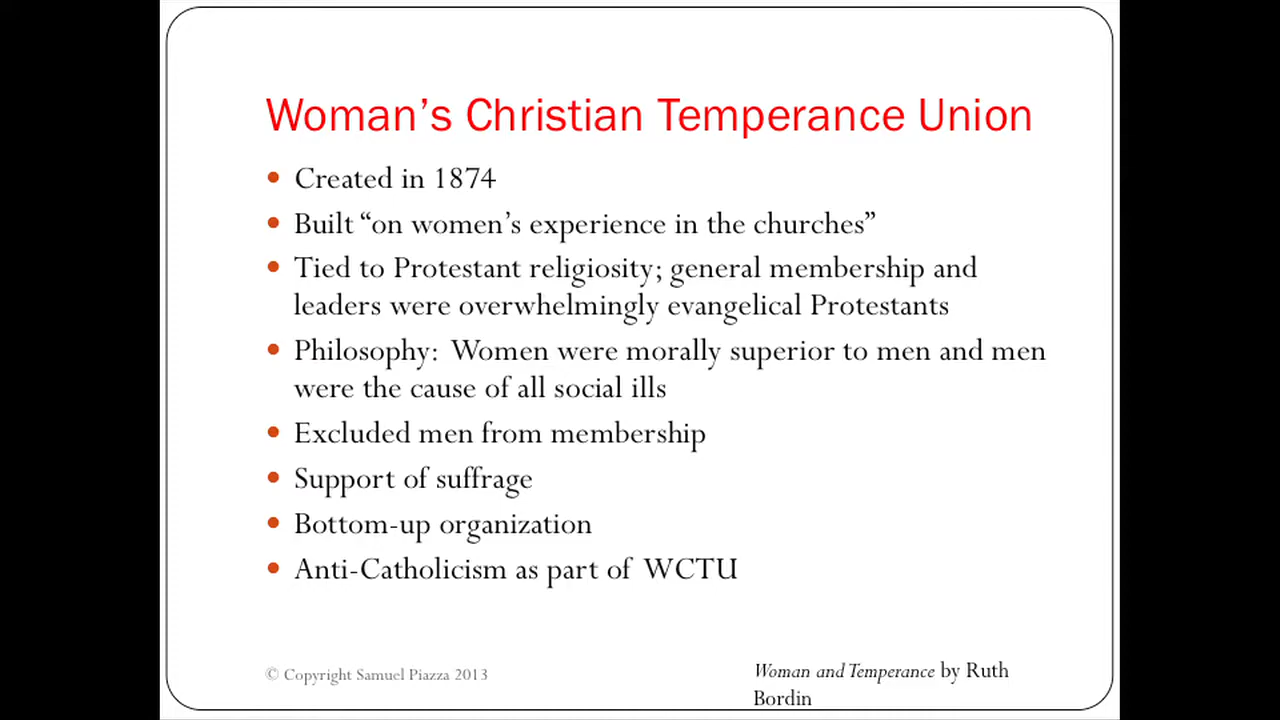 Woman’s Christian Temperance Union
• Created in 1874
• Built “on women’s experience in the churches”
• Tied to Protestant religiosity; general membership and
leaders were overwhelmingly evangelical Protestants
• Philosophy: Women were morally superior to men and men
were the cause of all social ills
• Excluded men from membership
• Support of suffrage
• Bottom-up organization
• Anti-Catholicism as part of WCTU
© Copyright Samuel Piazza 2013
Woman and Temperance by Ruth
Bordin